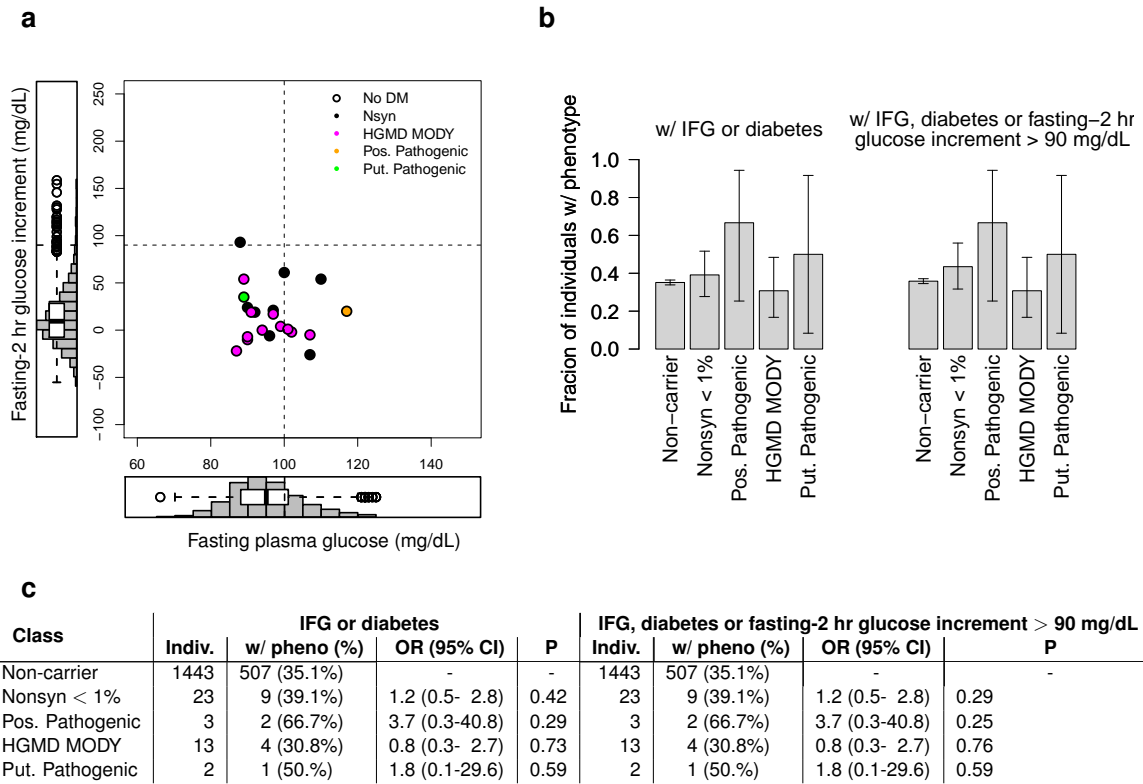 a
Fasting-2 hr glucose increment (mg/dL)
250
200
150
100
50
0
−50
−100
No DM
Nsyn
HGMD MODY
Pos. Pathogenic
Put. Pathogenic
60 80 100 120 140
Fasting plasma glucose (mg/dL)
b
Fracion of individuals w/ phenotype
w/ IFG or diabetes
w/ IFG, diabetes or fasting−2 hr
glucose increment > 90 mg/dL
1.0
0.8
0.6
0.4
0.2
0.0
Non−carrier
Nonsyn < 1%
Pos. Pathogenic
HGMD MODY
Put. Pathogenic
Non−carrier
Nonsyn < 1%
Pos. Pathogenic
HGMD MODY
Put. Pathogenic
c
Class IFG or diabetes IFG, diabetes or fasting-2 hr glucose increment > 90 mg/dL
Indiv. w/ pheno (%) OR (95% CI) P Indiv. w/ pheno (%) OR (95% CI) P
Non-carrier 1443 507 (35.1%) - - 1443 507 (35.1%) - -
Nonsyn < 1% 23 9 (39.1%) 1.2 (0.5- 2.8) 0.42 23 9 (39.1%) 1.2 (0.5- 2.8) 0.29
Pos. Pathogenic 3 2 (66.7%) 3.7 (0.3-40.8) 0.29 3 2 (66.7%) 3.7 (0.3-40.8) 0.25
HGMD MODY 13 4 (30.8%) 0.8 (0.3- 2.7) 0.73 13 4 (30.8%) 0.8 (0.3- 2.7) 0.76
Put. Pathogenic 2 1 (50.%) 1.8 (0.1-29.6) 0.59 2 1 (50.%) 1.8 (0.1-29.6) 0.59